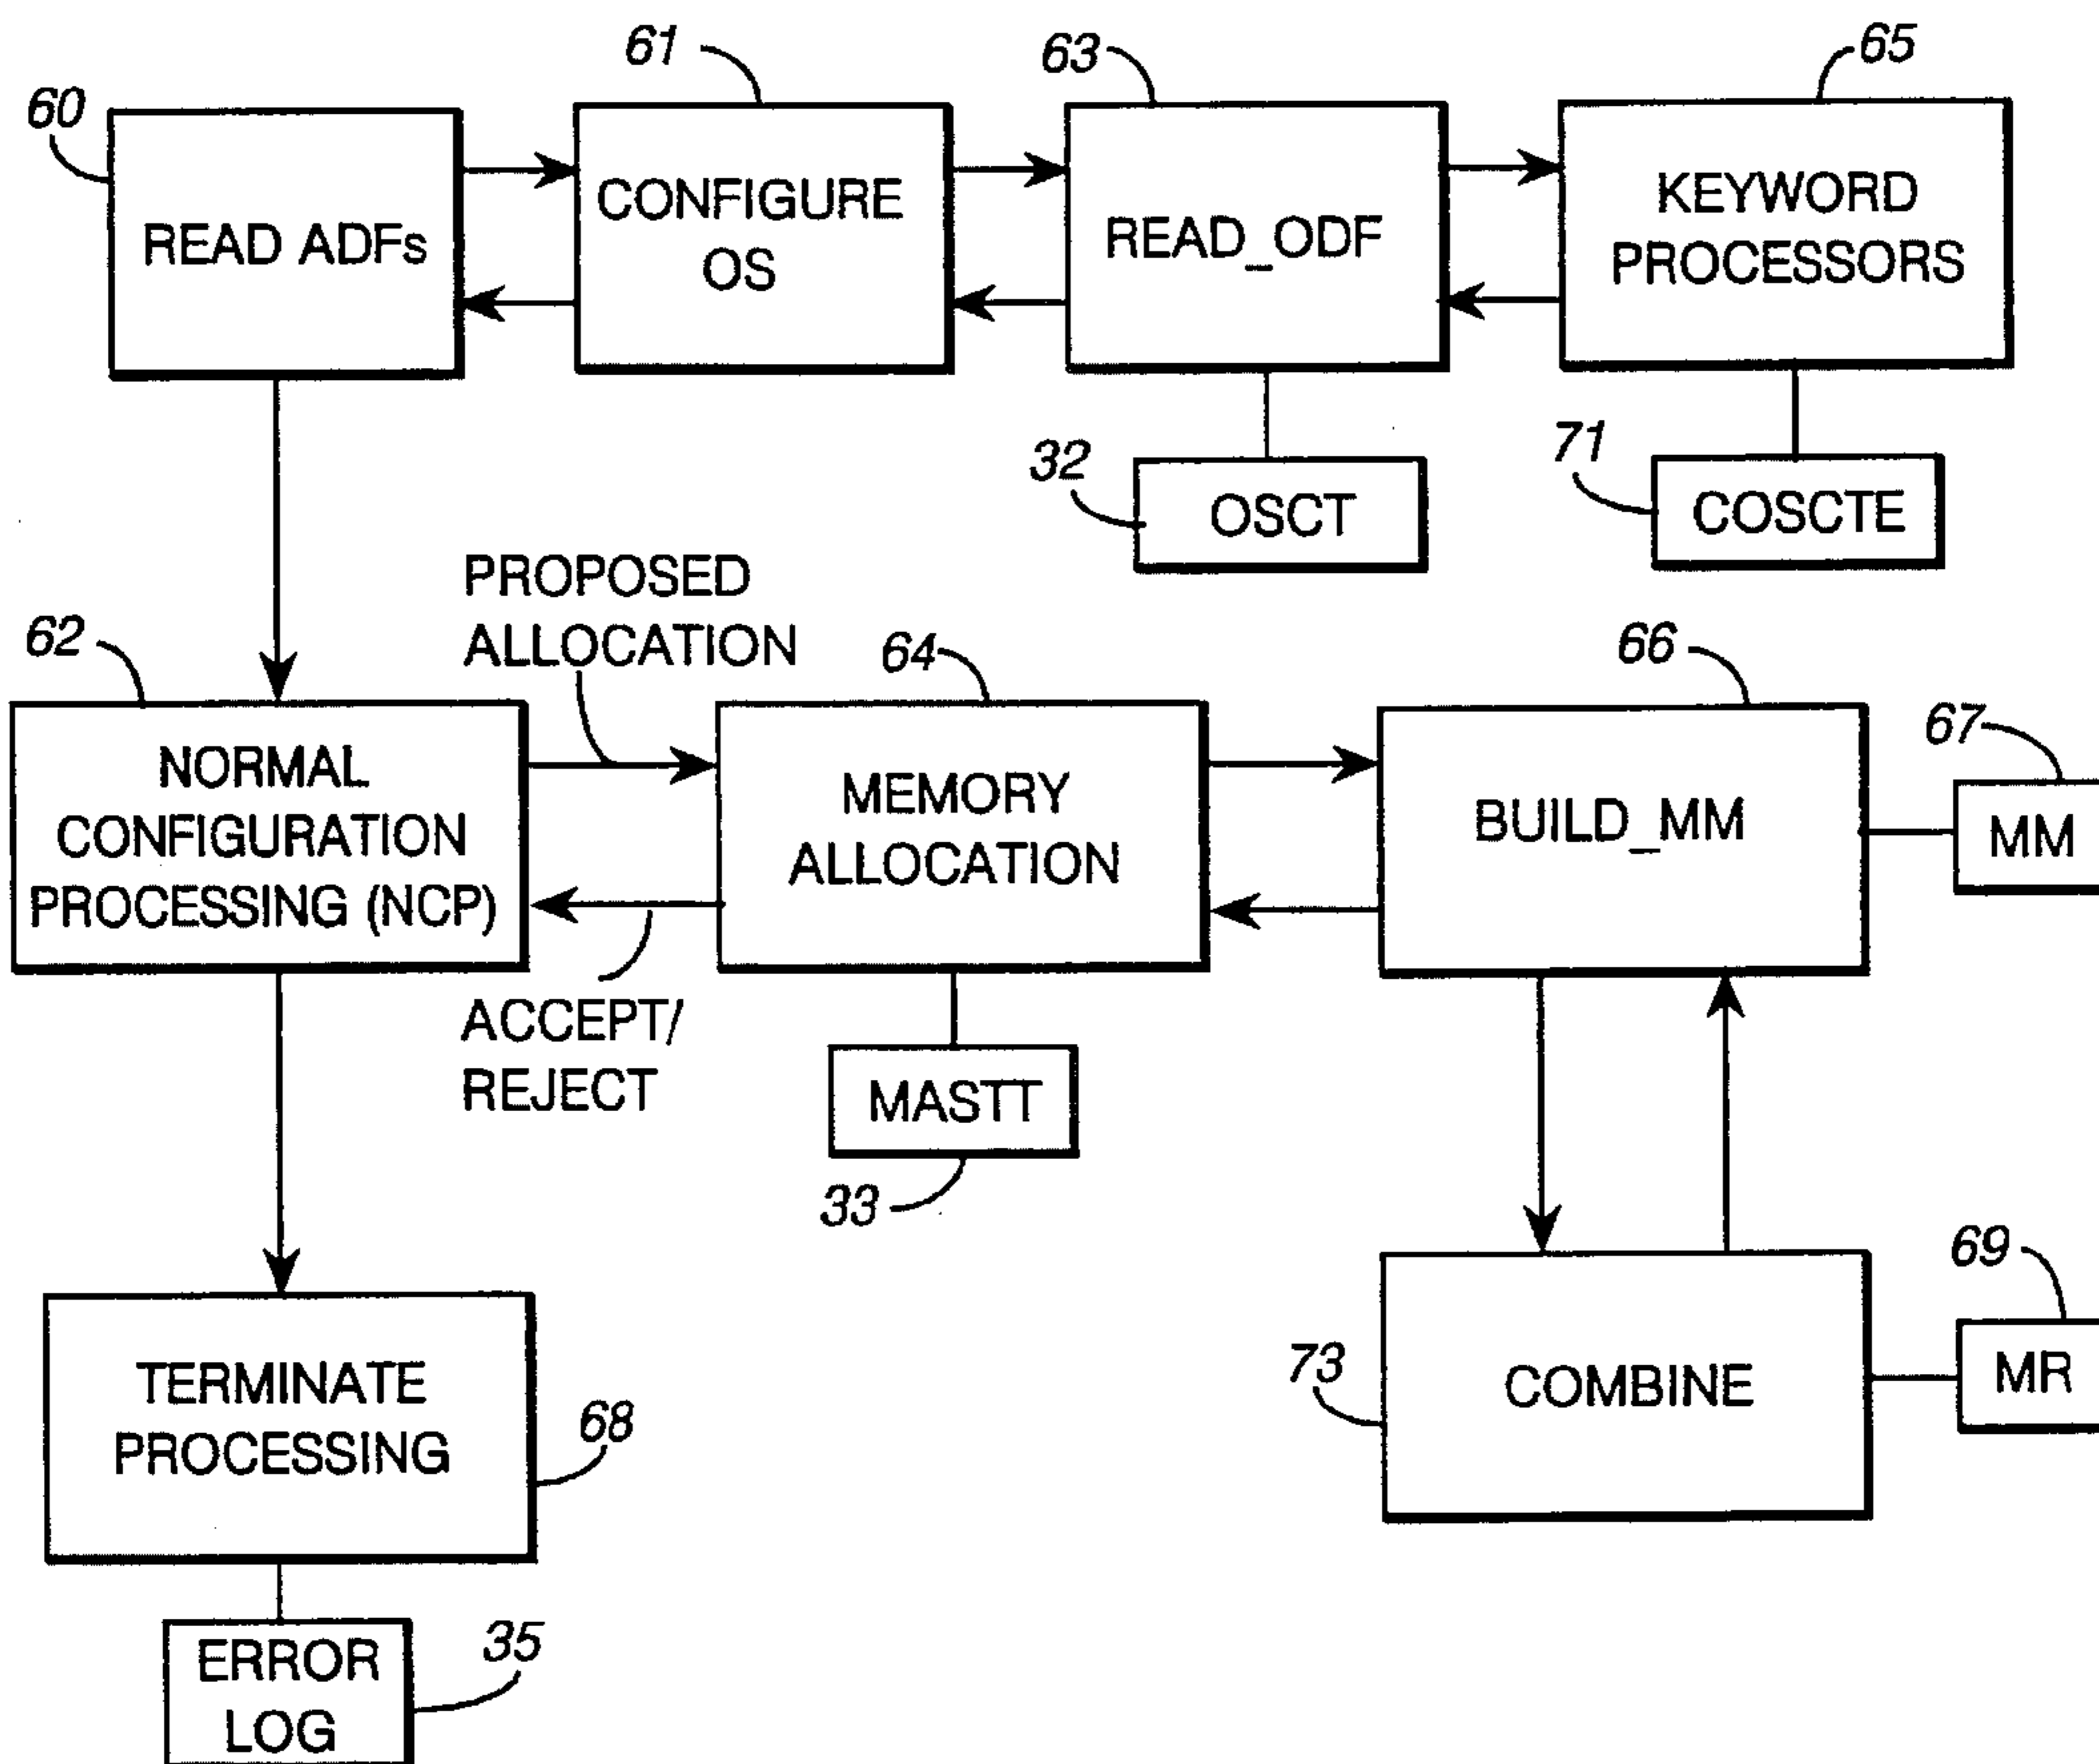 61
63
65
60
READ ADFs
CONFIGURE
OS
READ_ODF
KEYWORD
PROCESSORS
32
OSCT
71
COSCTE
PROPOSED
ALLOCATION
62
64
66
67
NORMAL
CONFIGURATION
PROCESSING (NCP)
MEMORY
ALLOCATION
BUILD_MM
MM
ACCEPT/
REJECT
MASTT
33
69
TERMINATE
PROCESSING
68
73
COMBINE
MR
ERROR
LOG
35